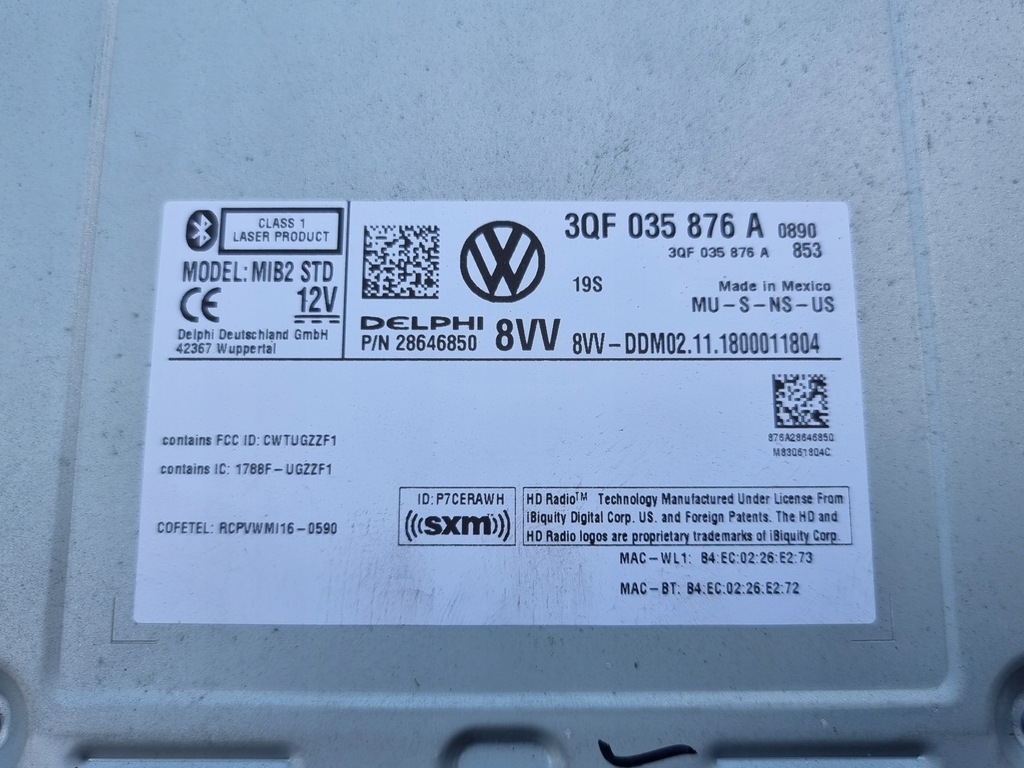 CLASS 1
LASER PRODUCT
MODEL: MIB2 STD
CE 12V
Delphi Deutschland GmbH
42367 Wuppertal
3QF 035 876 A 0890
3QF 035 876 A 853
19S
Made in Mexico
MU-S-NS-US
DELPHI
P/N 28646850
8VV 8VV-DDM02.11.1800011804
876A28646850
M83061804C
contains FCC ID: CWTUGZZF1
contains IC: 1788F-UGZZF1
COFETEL: RCPVWMI16-0590
ID: P7CERAWH
sxm
HD Radio™ Technology Manufactured Under License From
iBiquity Digital Corp. US. and Foreign Patents. The HD and
HD Radio logos are proprietary trademarks of iBiquity Corp.
MAC-WL1: B4:EC:02:26:E2:73
MAC-BT: B4:EC:02:26:E2:72